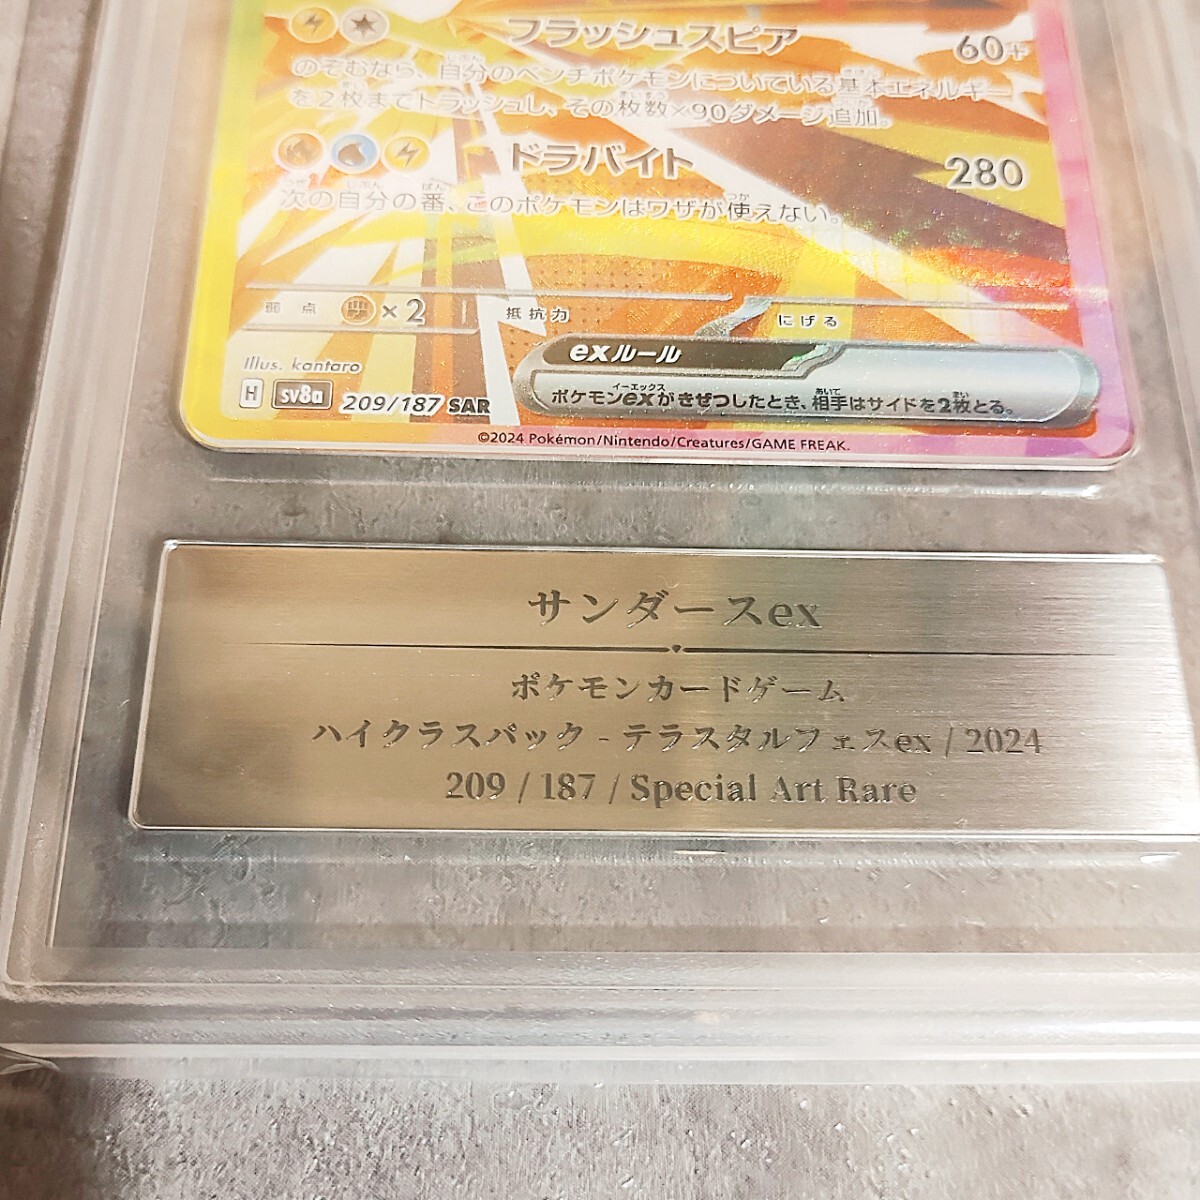 フラッシュスピア 60+
のぞむなら、自分のベンチポケモンについている基本エネルギー
を2枚までトラッシュし、その枚数×90ダメージ追加。
ドラバイト 280
次の自分の番、このポケモンはワザが使えない。
弱点 ×2 抵抗力 にげる
Illus. kantaro
exルール
H sv8a 209/187 SAR
ポケモンexがきぜつしたとき、相手はサイドを2枚とる。
©2024 Pokémon/Nintendo/Creatures/GAME FREAK.
サンダースex
ポケモンカードゲーム
ハイクラスパック - テラスタルフェスex / 2024
209 / 187 / Special Art Rare